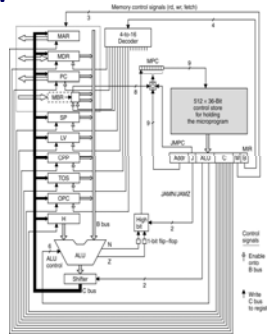 Memory control signals (rd, wr, fetch)
3
4
MAR
MDR
4-to-16
Decoder
MPC
9
PC
MBR
8
SP
512 × 36-Bit
control store
for holding
the microprogram
LV
9
JMPC
CPP
Addr
J
ALU
C
M
B
MIR
TOS
JAMN/JAMZ
OPC
H
B bus
2
High
bit
1-bit flip-flop
6
ALU
control
ALU
N
Z
Control
signals
Enable
onto
B bus
Shifter
2
C bus
Write
C bus
to regist